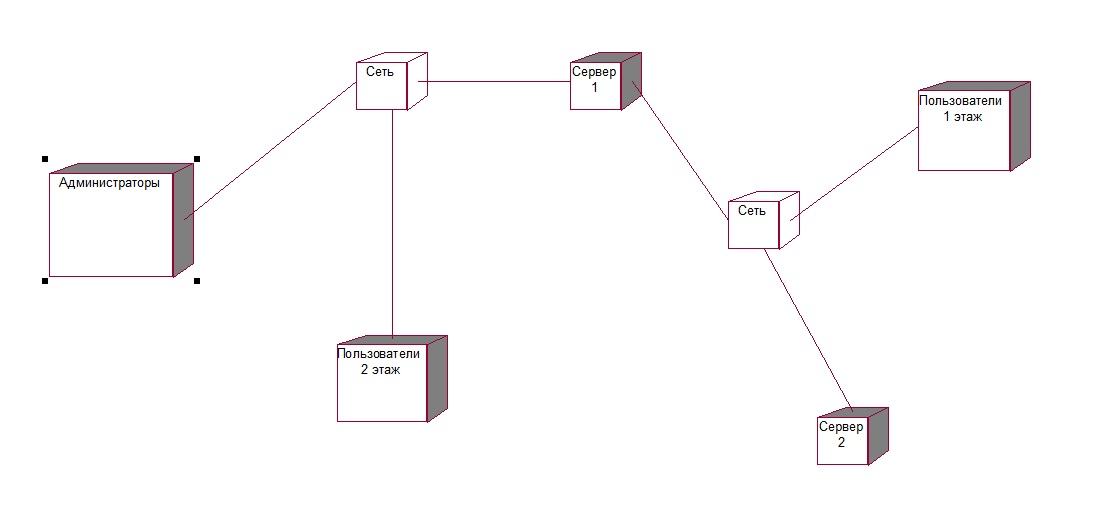 Сеть
Сервер
1
Пользователи
1 этаж
Администраторы
Сеть
Пользователи
2 этаж
Сервер
2